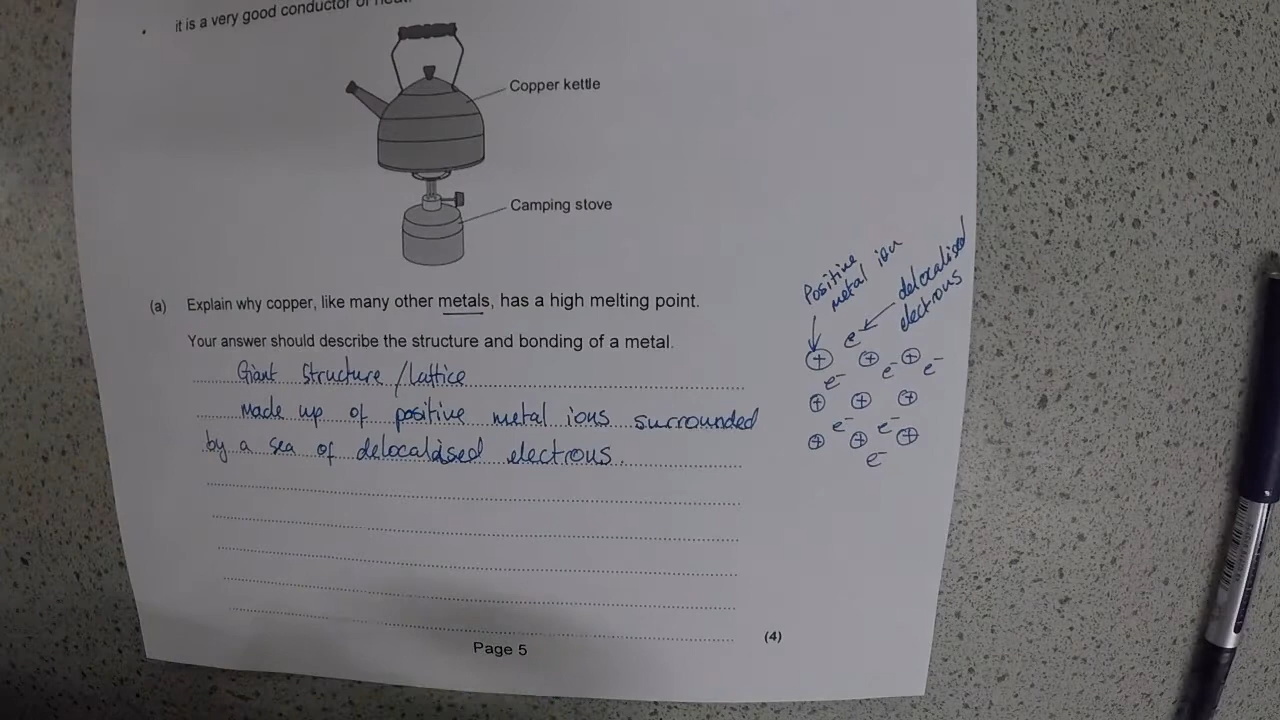 it is a very good conductor of heat.
Copper kettle
Camping stove
(a) Explain why copper, like many other metals, has a high melting point.
Your answer should describe the structure and bonding of a metal.
Giant structure/lattice
Made up of positive metal ions surrounded
by a sea of delocalised electrons.
(4)
Page 5
Positive
metal ion
delocalised
electrons
e-
+ + +
e- e- e-
+ + +
e- e-
+ + +
e-